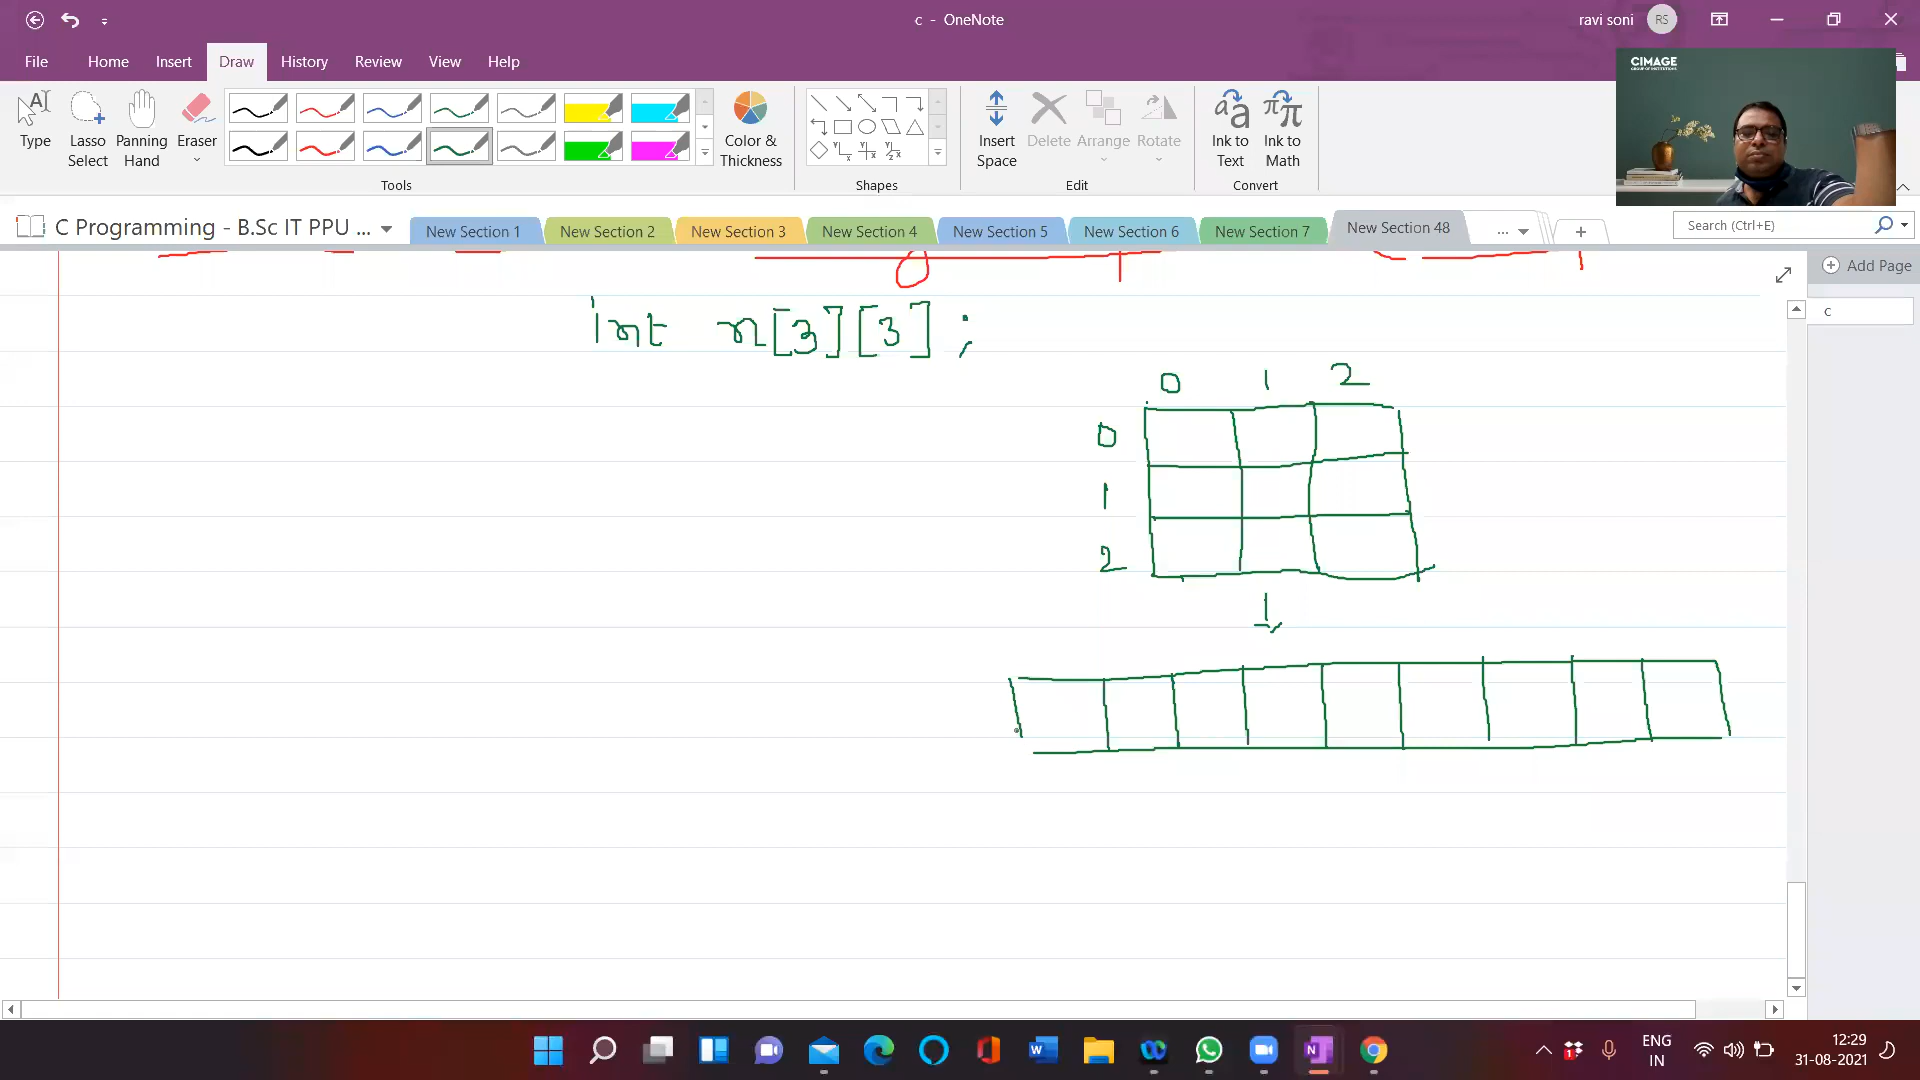 c - OneNote
ravi soni RS
File Home Insert Draw History Review View Help
CIMAGE
GROUP OF INSTITUTIONS
Type Lasso Select Panning Hand Eraser Color & Thickness Insert Space Delete Arrange Rotate Ink to Text Ink to Math
Tools Shapes Edit Convert
C Programming - B.Sc IT PPU ... New Section 1 New Section 2 New Section 3 New Section 4 New Section 5 New Section 6 New Section 7 New Section 48 ... Search (Ctrl+E)
Add Page
c
int n[3][3];
0 1 2
0
1
2
ENG 12:29
IN 31-08-2021